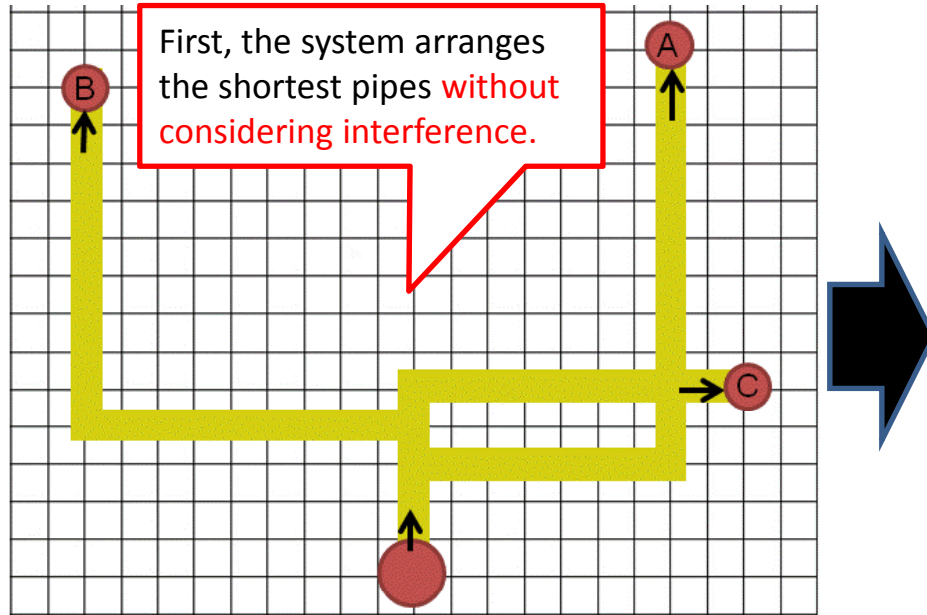 First, the system arranges
the shortest pipes without
considering interference.
A
B
C